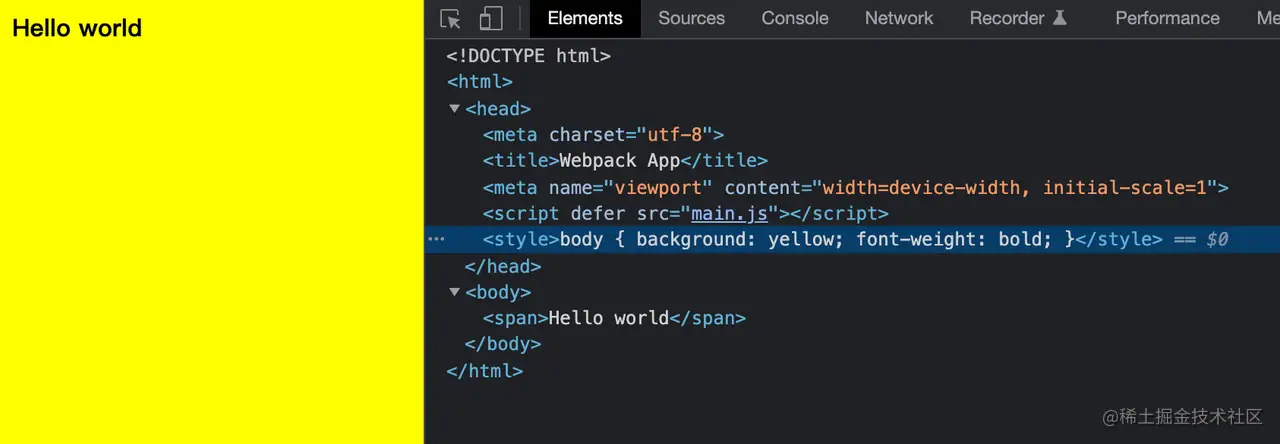 Hello world
Elements Sources Console Network Recorder Performance Me
<!DOCTYPE html>
<html>
<head>
<meta charset="utf-8">
<title>Webpack App</title>
<meta name="viewport" content="width=device-width, initial-scale=1">
<script defer src="main.js"></script>
<style>body { background: yellow; font-weight: bold; }</style> == $0
</head>
<body>
<span>Hello world</span>
</body>
</html>
@稀土掘金技术社区